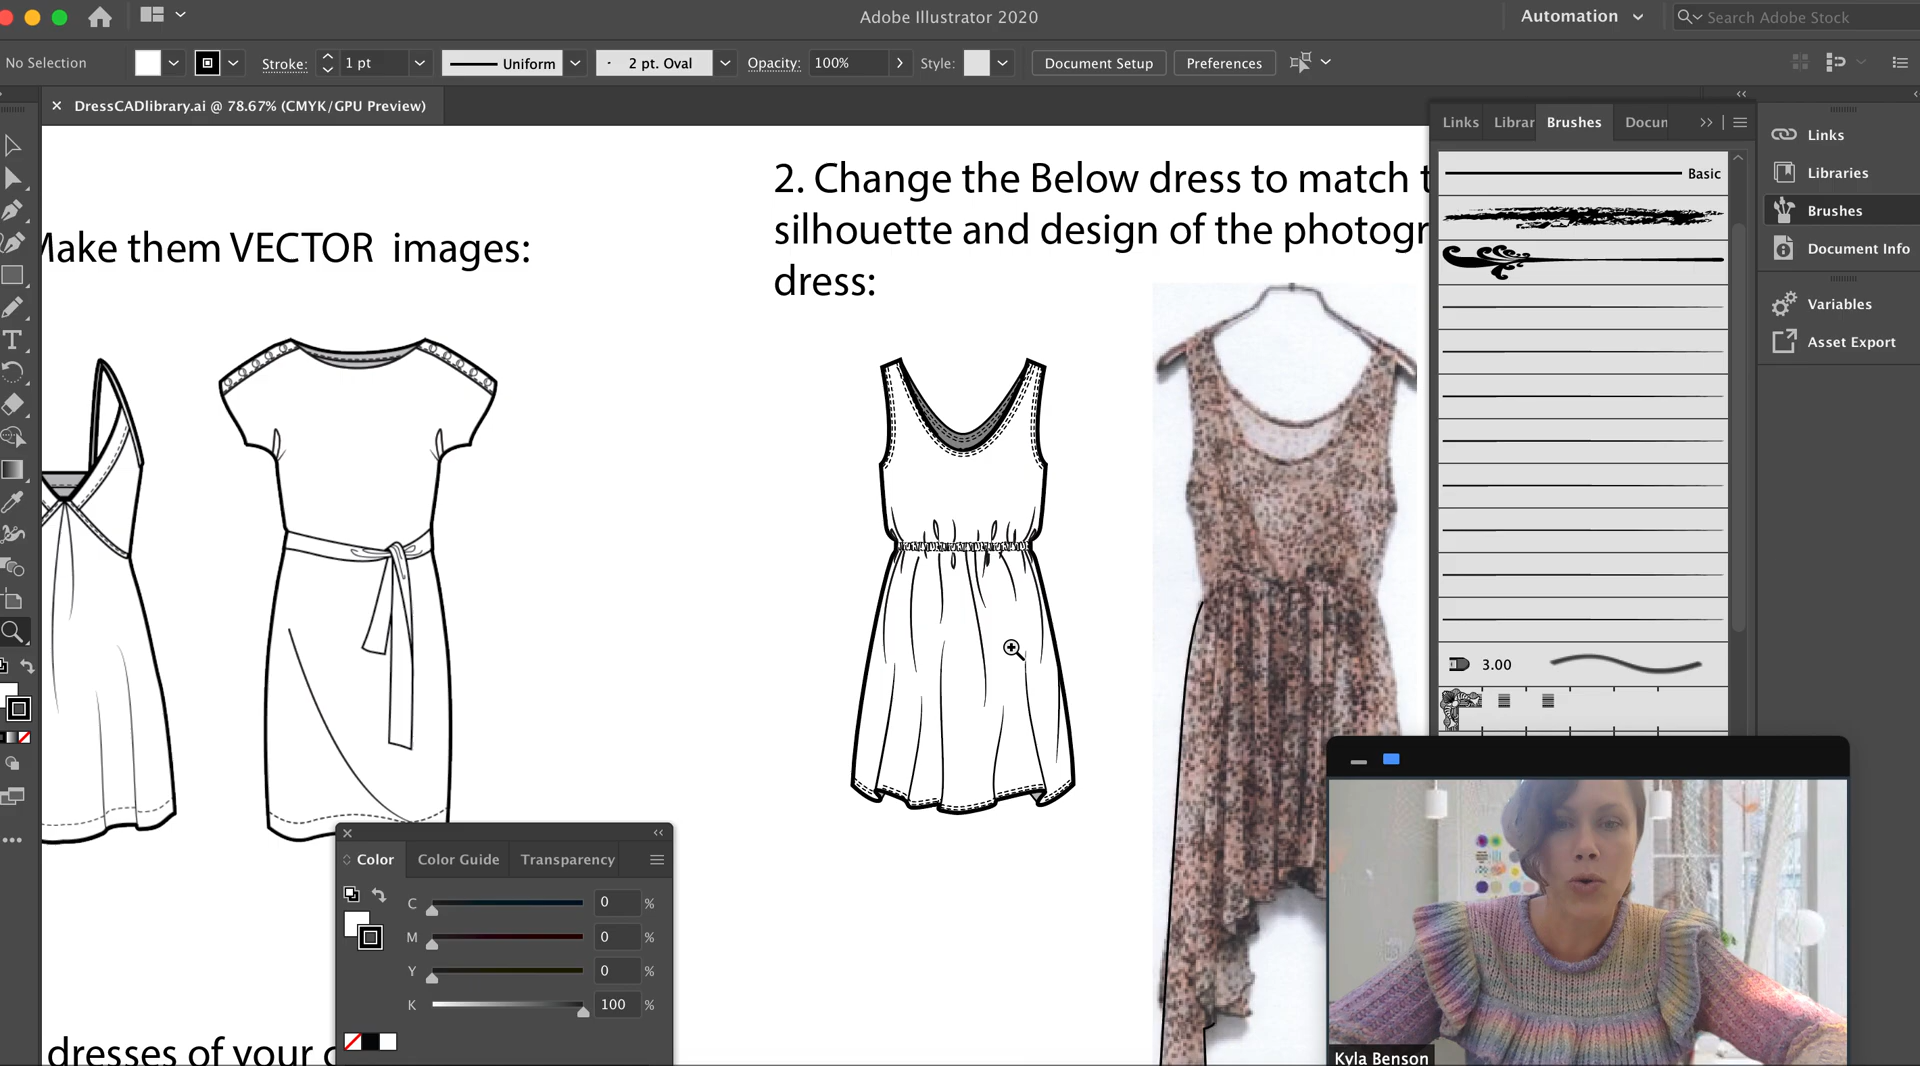 Adobe Illustrator 2020
Automation
Search Adobe Stock
No Selection
Stroke:
1 pt
Uniform
2 pt. Oval
Opacity:
100%
Style:
Document Setup
Preferences
× DressCADlibrary.ai @ 78.67% (CMYK/GPU Preview)
Links
Librar
Brushes
Docun
Links
Libraries
Brushes
Document Info
Variables
Asset Export
Basic
3.00
Make them VECTOR images:
2. Change the Below dress to match t
silhouette and design of the photogr
dress:
Color
Color Guide
Transparency
C 0 %
M 0 %
Y 0 %
K 100 %
dresses of your c
Kyla Benson